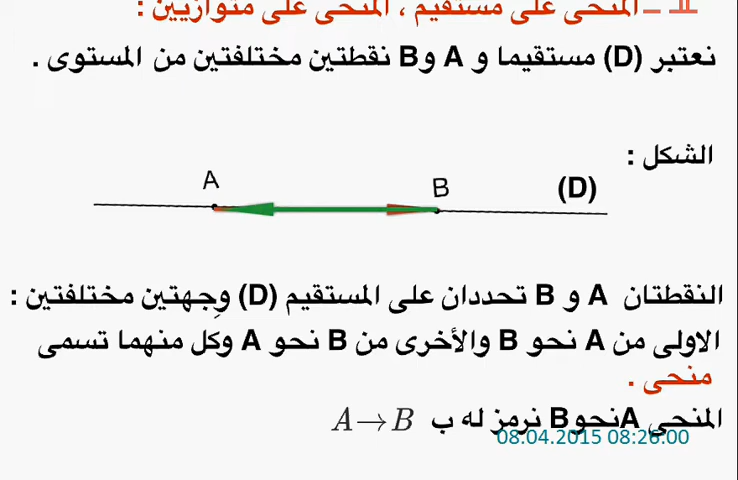 II – المنحى على مستقيم ، المنحى على متوازيين :
نعتبر (D) مستقيما و A وB نقطتين مختلفتين من المستوى .
الشكل :
A
B
(D)
النقطتان A و B تحددان على المستقيم (D) وِجهتين مختلفتين :
الاولى من A نحو B والأخرى من B نحو A وكل منهما تسمى
منحى .
المنحى Aنحو B نرمز له ب A→B
08.04.2015 08:26:00